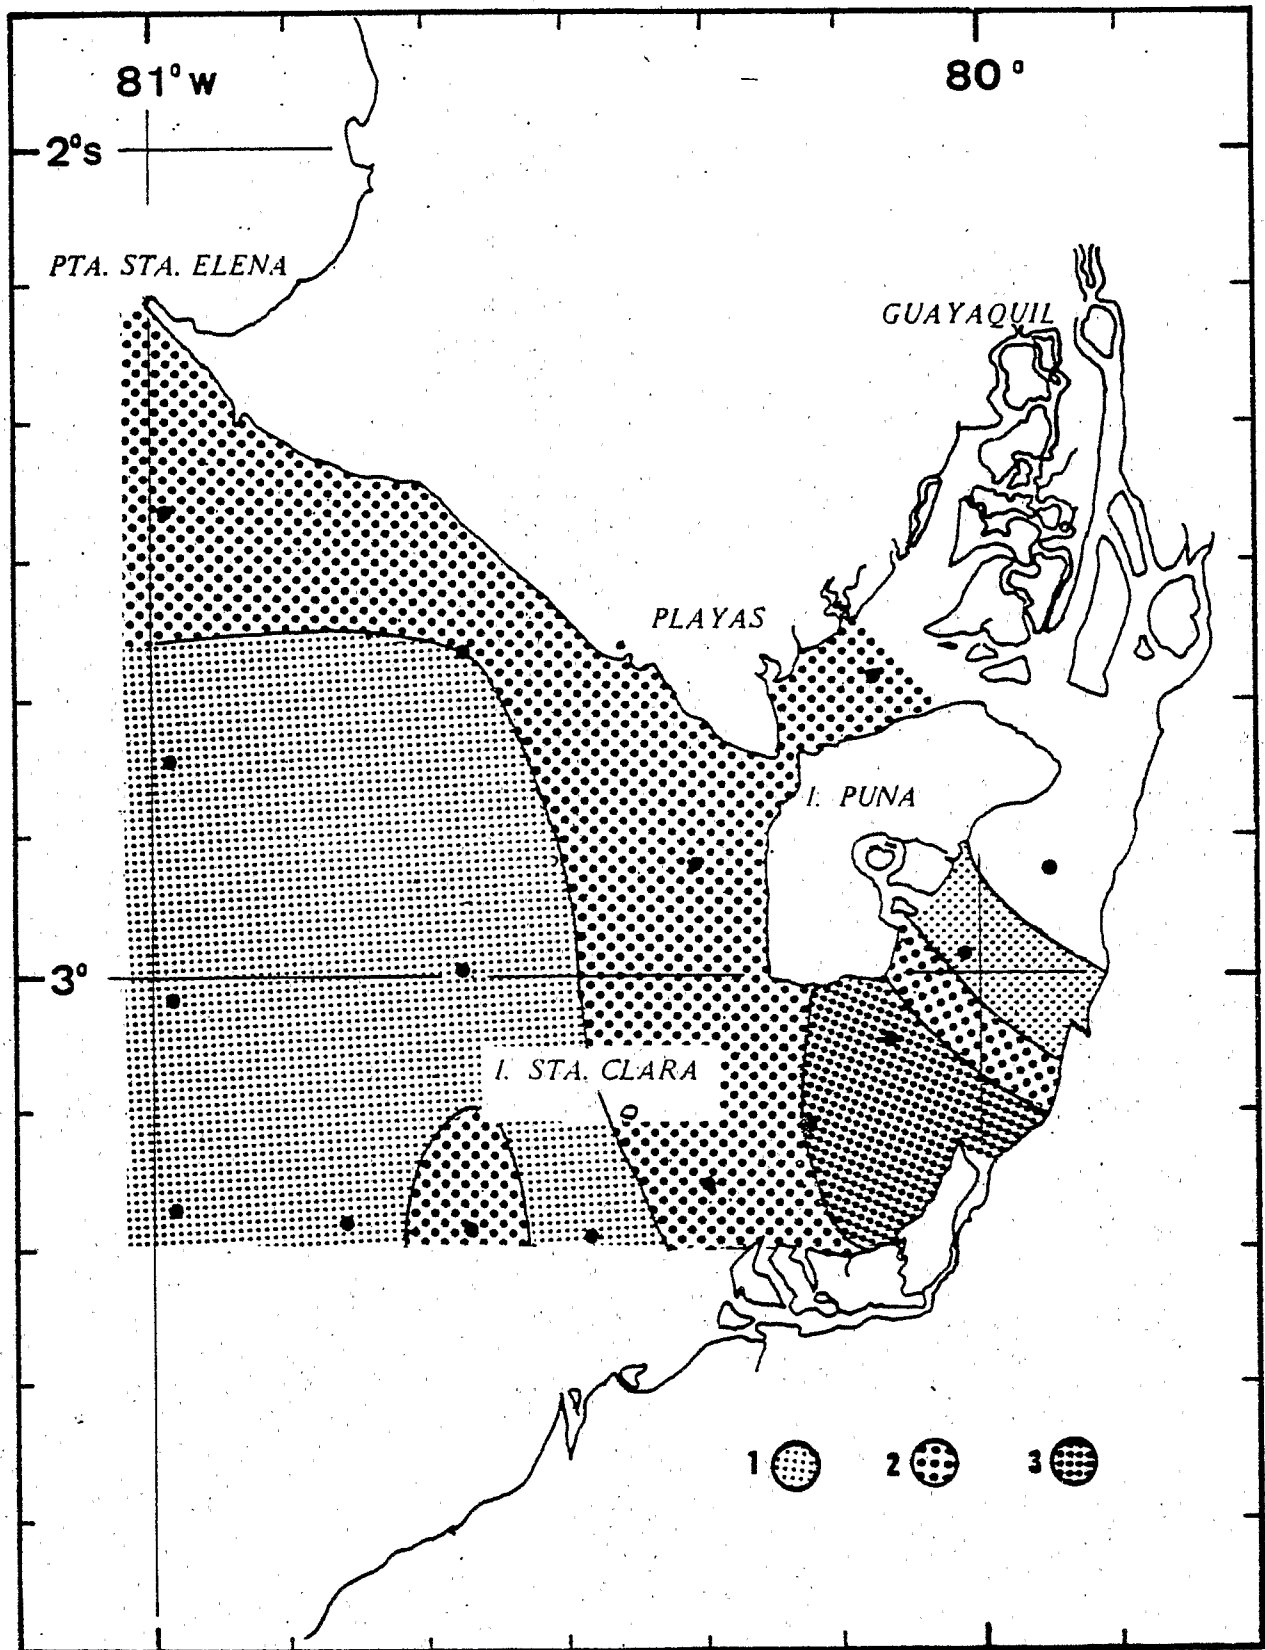 81° W 80°
2°S
PTA. STA. ELENA
GUAYAQUIL
PLAYAS
I. PUNA
3°
I. STA. CLARA
1 2 3